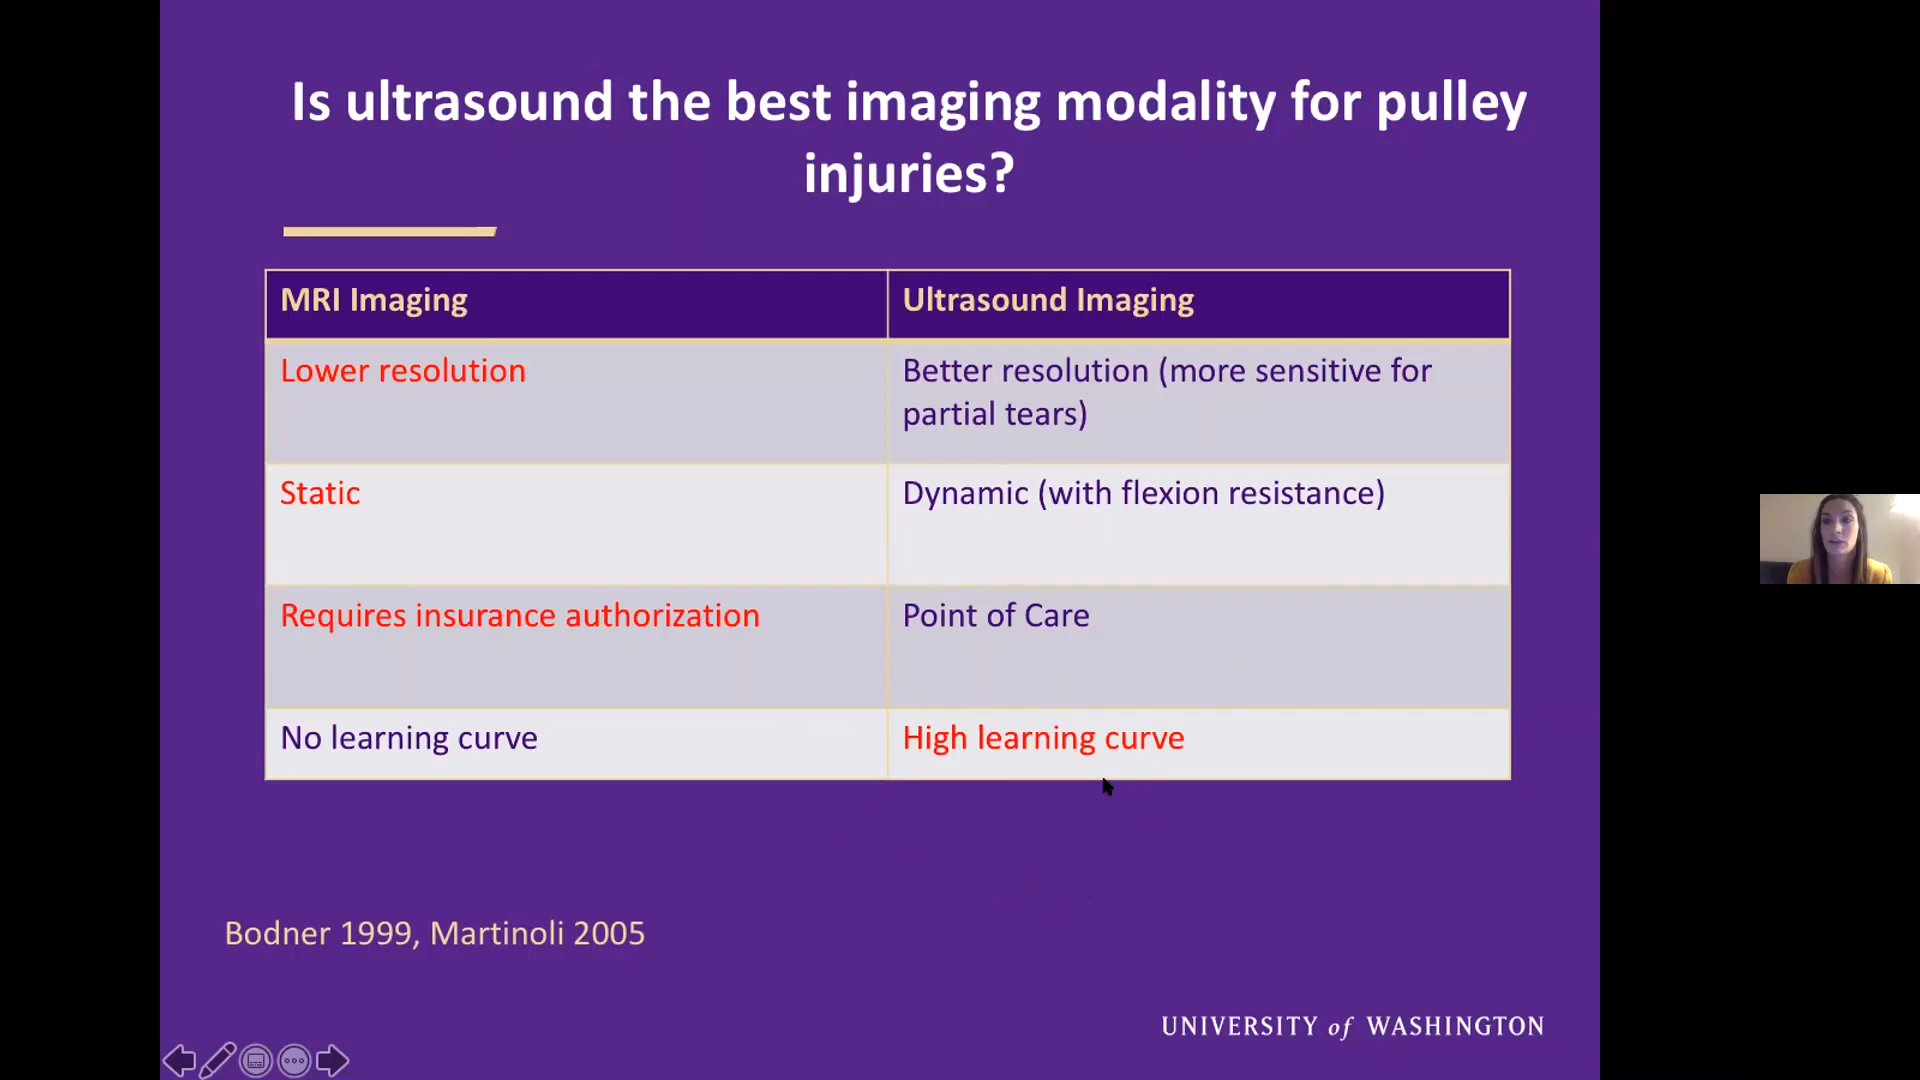 Is ultrasound the best imaging modality for pulley
injuries?
MRI Imaging
Ultrasound Imaging
Lower resolution
Better resolution (more sensitive for
partial tears)
Static
Dynamic (with flexion resistance)
Requires insurance authorization
Point of Care
No learning curve
High learning curve
Bodner 1999, Martinoli 2005
UNIVERSITY of WASHINGTON